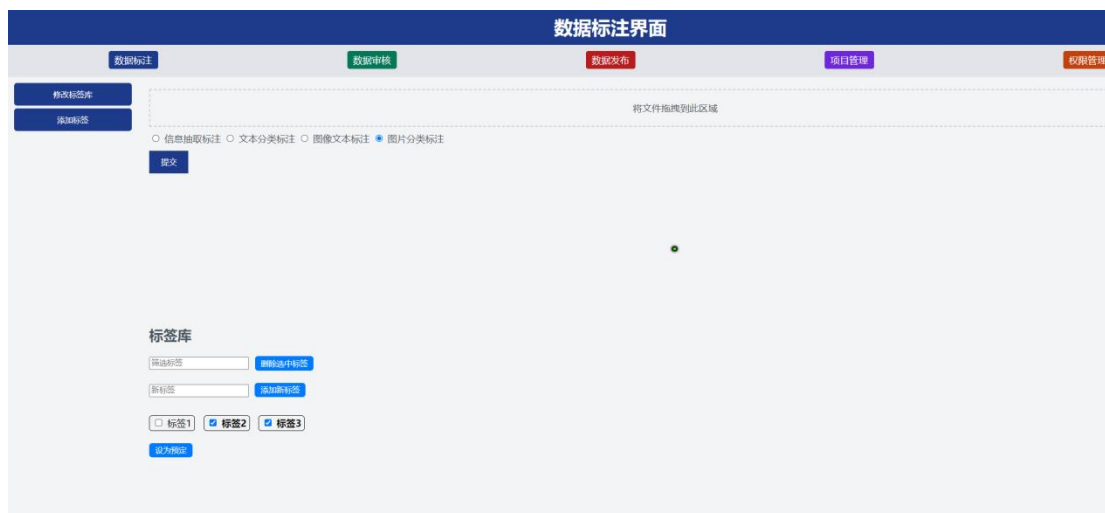 数据标注界面
数据标注 数据审核 数据发布 项目管理 权限管理
修改标签库
添加标签
将文件拖拽到此区域
信息抽取标注 文本分类标注 图像文本标注 图片分类标注
提交
标签库
筛选标签 删除选中标签
新标签 添加新标签
标签1 标签2 标签3
设为预定